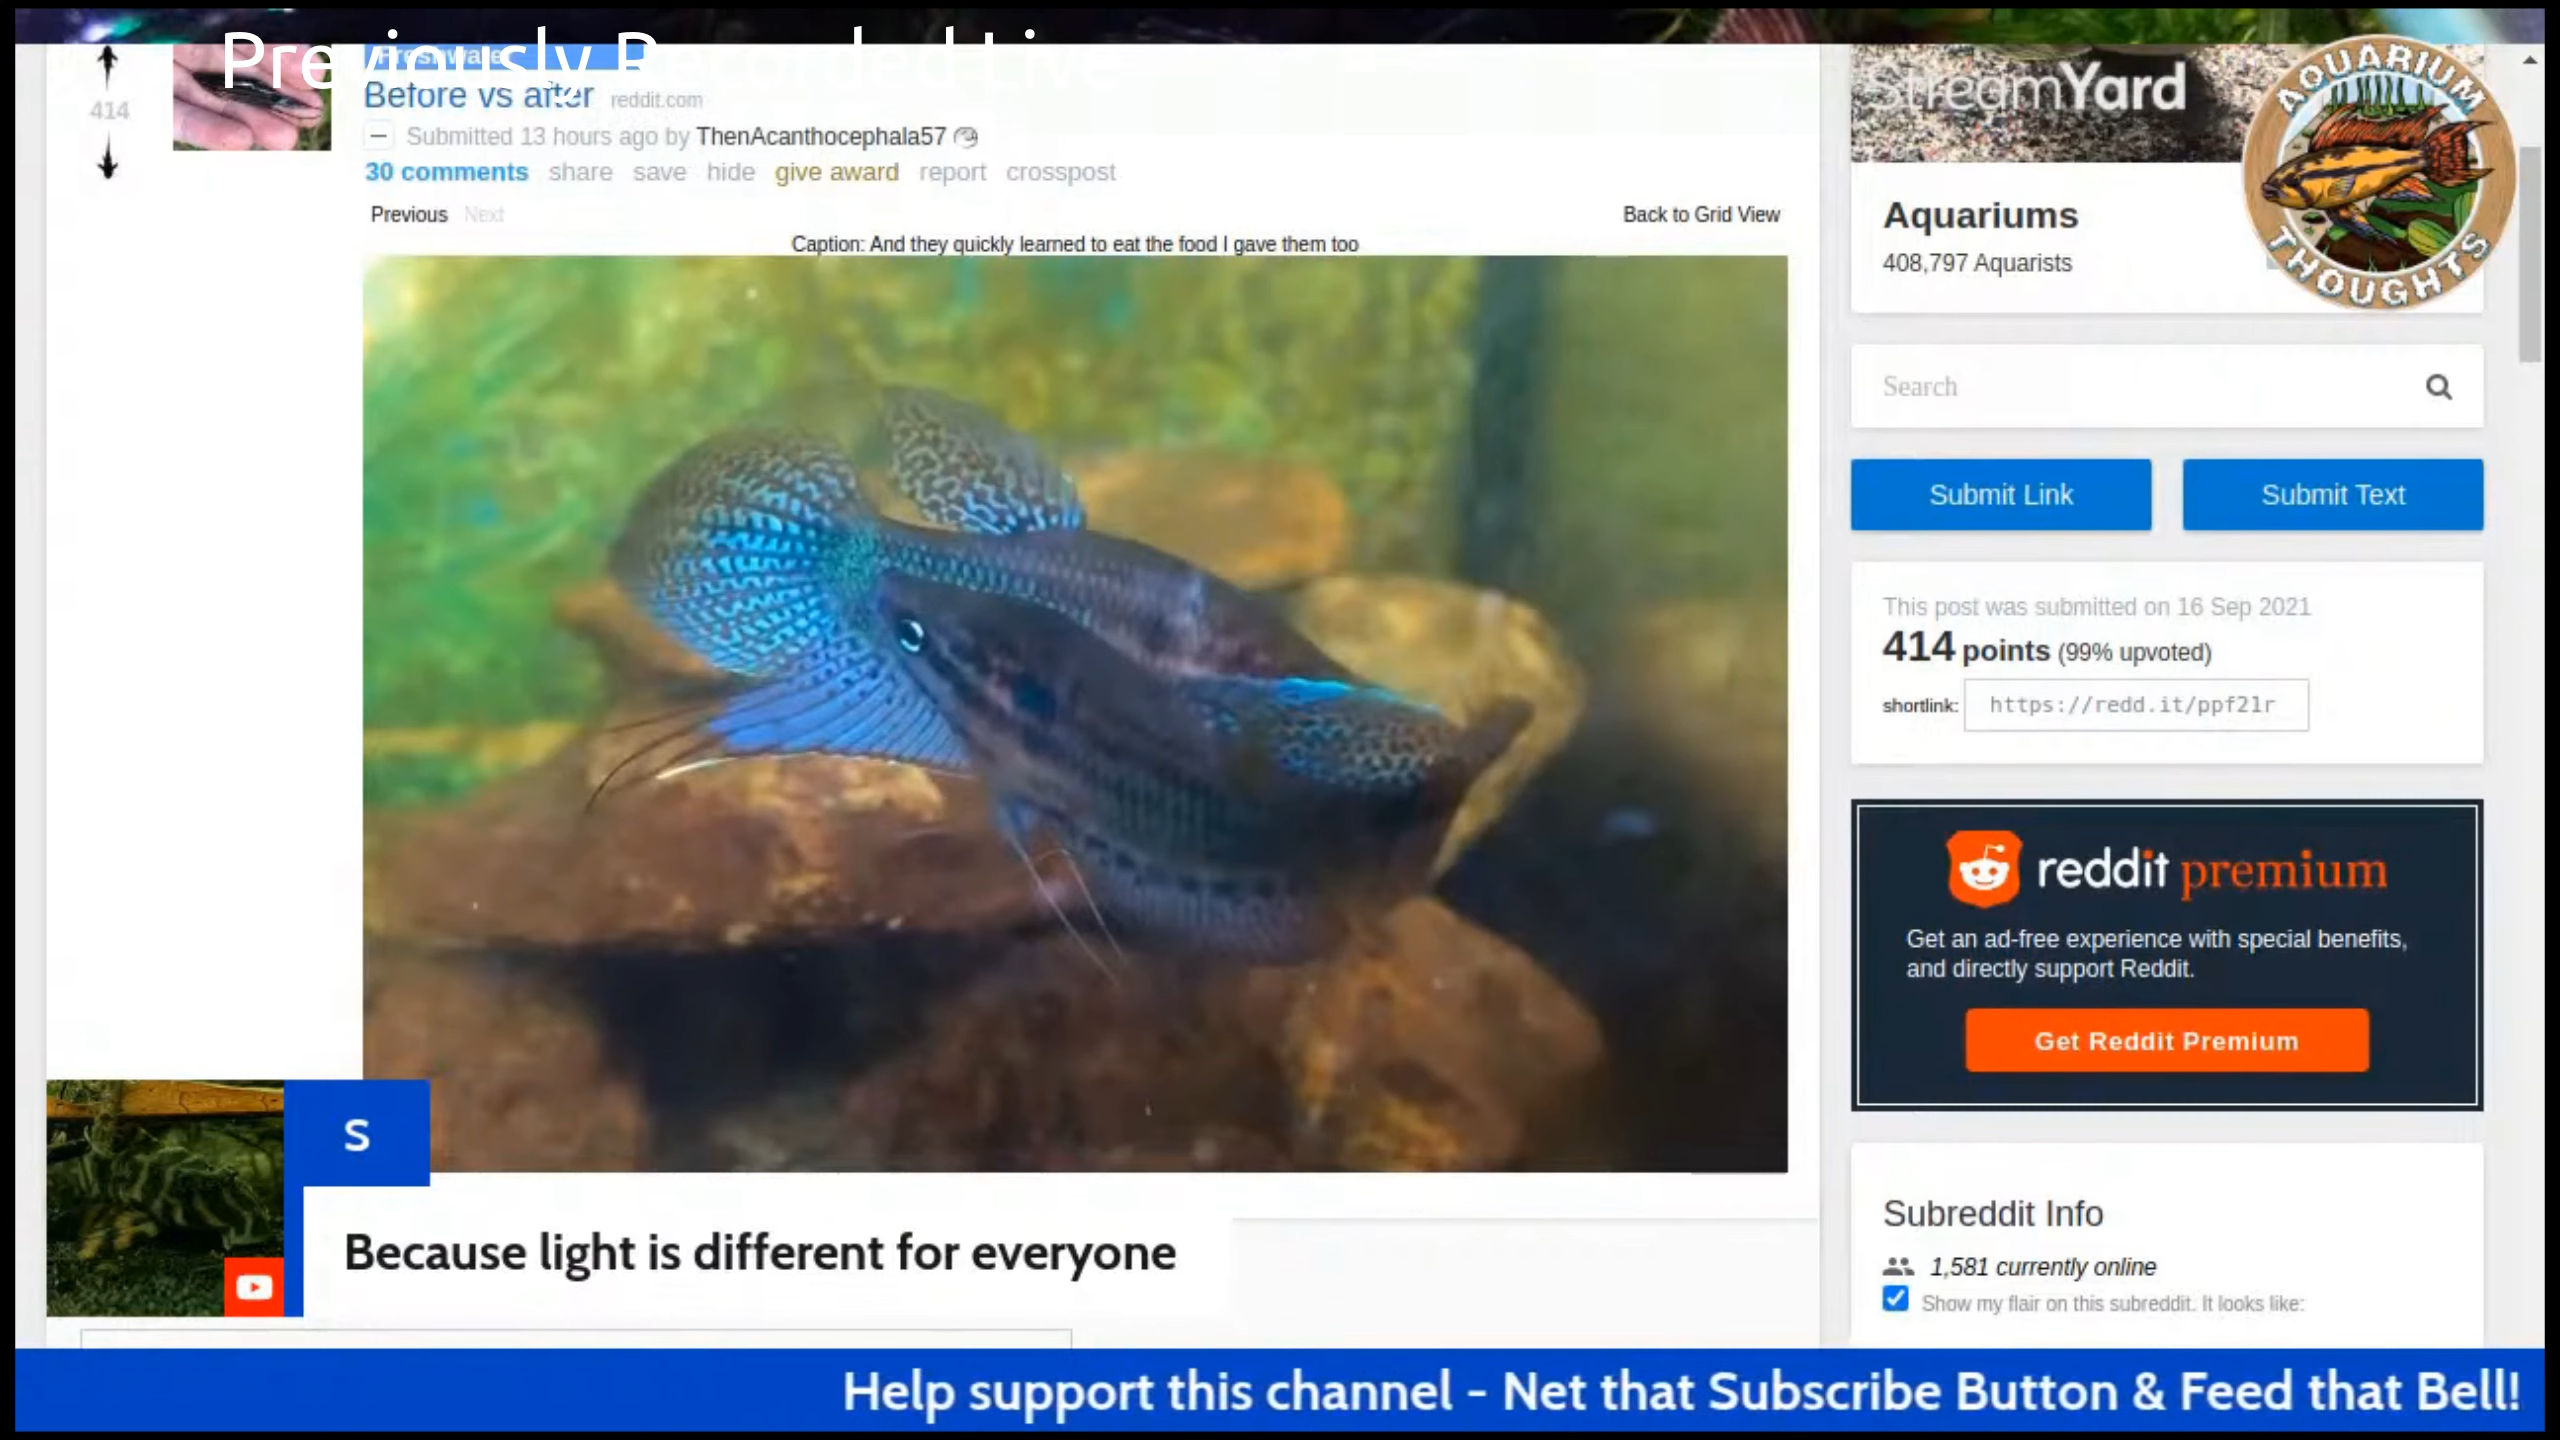 Previously Recorded Live
Freshwater
Before vs after reddit.com
414
Submitted 13 hours ago by ThenAcanthocephala57
30 comments share save hide give award report crosspost
Previous Next
Back to Grid View
Caption: And they quickly learned to eat the food I gave them too
StreamYard
AQUARIUM
THOUGHTS
Aquariums
408,797 Aquarists
Search
Submit Link
Submit Text
This post was submitted on 16 Sep 2021
414 points (99% upvoted)
shortlink: https://redd.it/ppf21r
reddit premium
Get an ad-free experience with special benefits,
and directly support Reddit.
Get Reddit Premium
Subreddit Info
1,581 currently online
Show my flair on this subreddit. It looks like:
S
Because light is different for everyone
Help support this channel - Net that Subscribe Button & Feed that Bell!